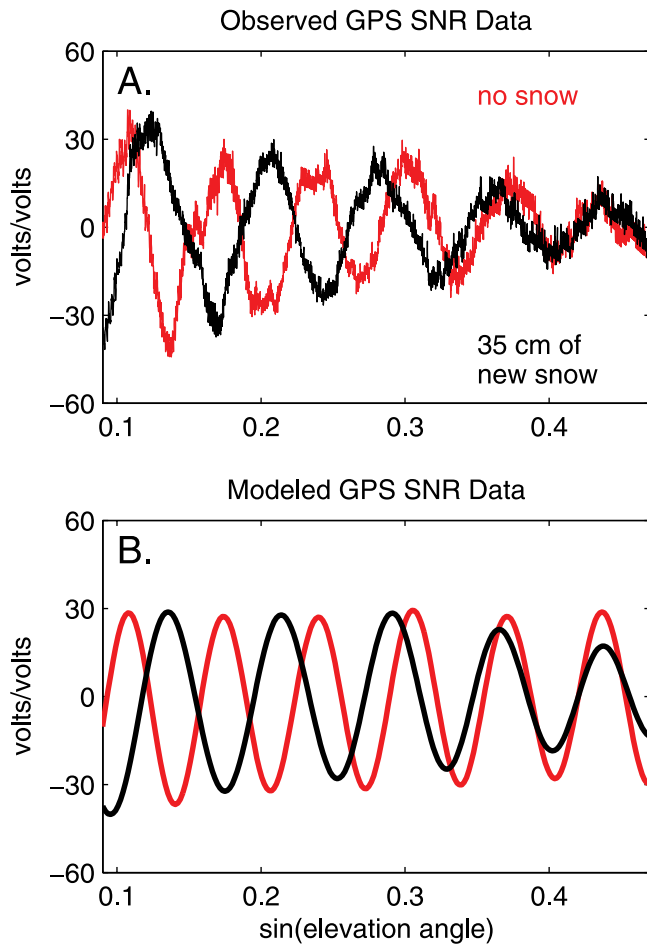 Observed GPS SNR Data
A.
no snow
35 cm of
new snow
volts/volts
60
30
0
−30
−60
0.1
0.2
0.3
0.4
Modeled GPS SNR Data
B.
volts/volts
60
30
0
−30
−60
0.1
0.2
0.3
0.4
sin(elevation angle)